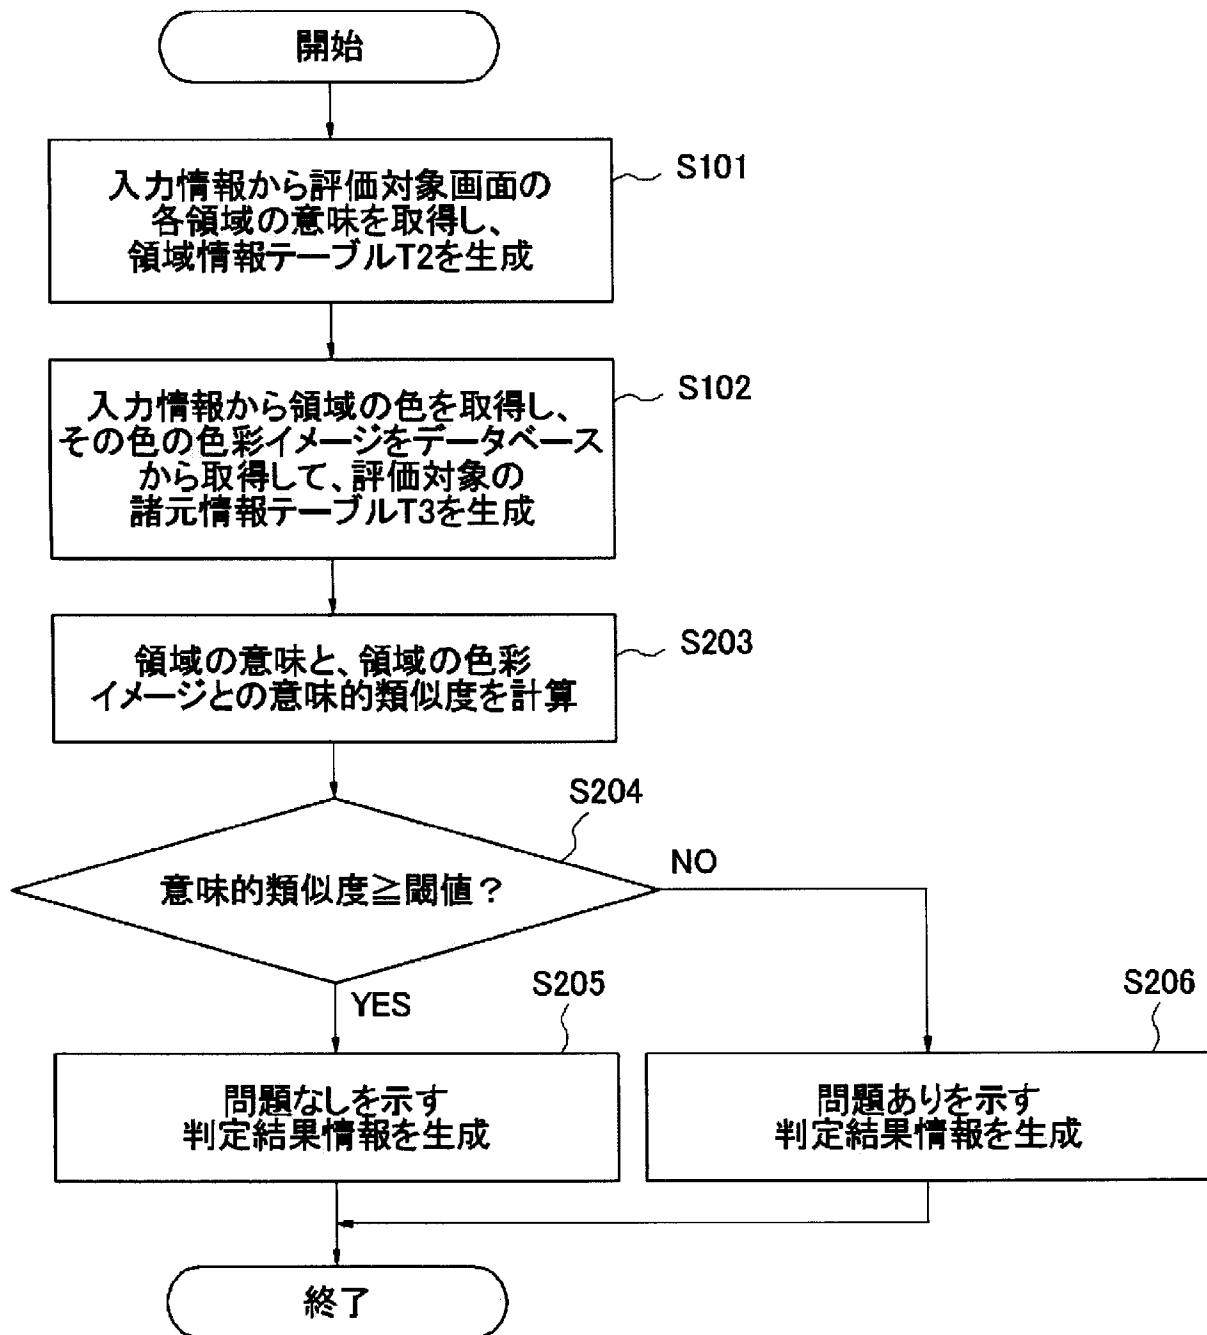 開始
S101
入力情報から評価対象画面の
各領域の意味を取得し、
領域情報テーブルT2を生成
S102
入力情報から領域の色を取得し、
その色の色彩イメージをデータベース
から取得して、評価対象の
諸元情報テーブルT3を生成
S203
領域の意味と、領域の色彩
イメージとの意味的類似度を計算
S204
意味的類似度≧閾値？
NO
YES
S205
問題なしを示す
判定結果情報を生成
S206
問題ありを示す
判定結果情報を生成
終了